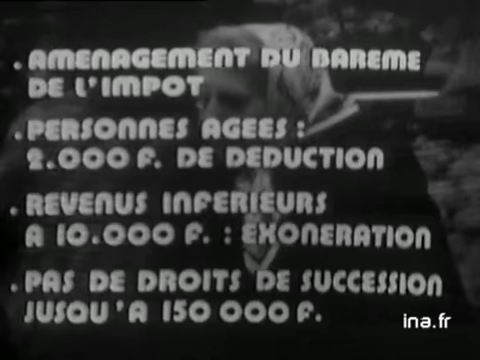 . AMENAGEMENT DU BAREME
DE L'IMPOT
. PERSONNES AGEES :
2.000 F. DE DEDUCTION
. REVENUS INFERIEURS
A 10.000 F. : EXONERATION
. PAS DE DROITS DE SUCCESSION
JUSQU'A 150 000 F.
ina.fr